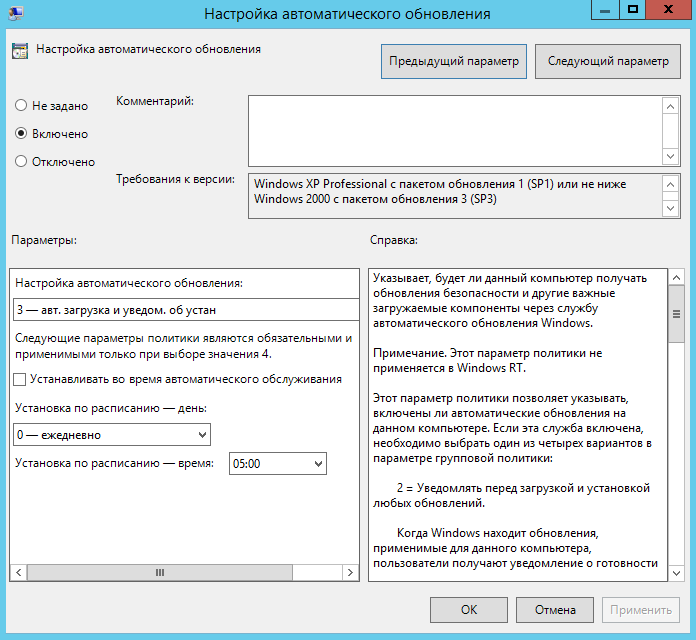 Настройка автоматического обновления
Настройка автоматического обновления
Предыдущий параметр
Следующий параметр
Не задано
Включено
Отключено
Комментарий:
Требования к версии:
Windows XP Professional с пакетом обновления 1 (SP1) или не ниже
Windows 2000 с пакетом обновления 3 (SP3)
Параметры:
Справка:
Настройка автоматического обновления:
3 — авт. загрузка и уведом. об устан
Следующие параметры политики являются обязательными и
применимыми только при выборе значения 4.
Устанавливать во время автоматического обслуживания
Установка по расписанию — день:
0 — ежедневно
Установка по расписанию — время:
05:00
Указывает, будет ли данный компьютер получать
обновления безопасности и другие важные
загружаемые компоненты через службу
автоматического обновления Windows.
Примечание. Этот параметр политики не
применяется в Windows RT.
Этот параметр политики позволяет указывать,
включены ли автоматические обновления на
данном компьютере. Если эта служба включена,
необходимо выбрать один из четырех вариантов в
параметре групповой политики:
2 = Уведомлять перед загрузкой и установкой
любых обновлений.
Когда Windows находит обновления,
применимые для данного компьютера,
пользователи получают уведомление о готовности
ОК
Отмена
Применить